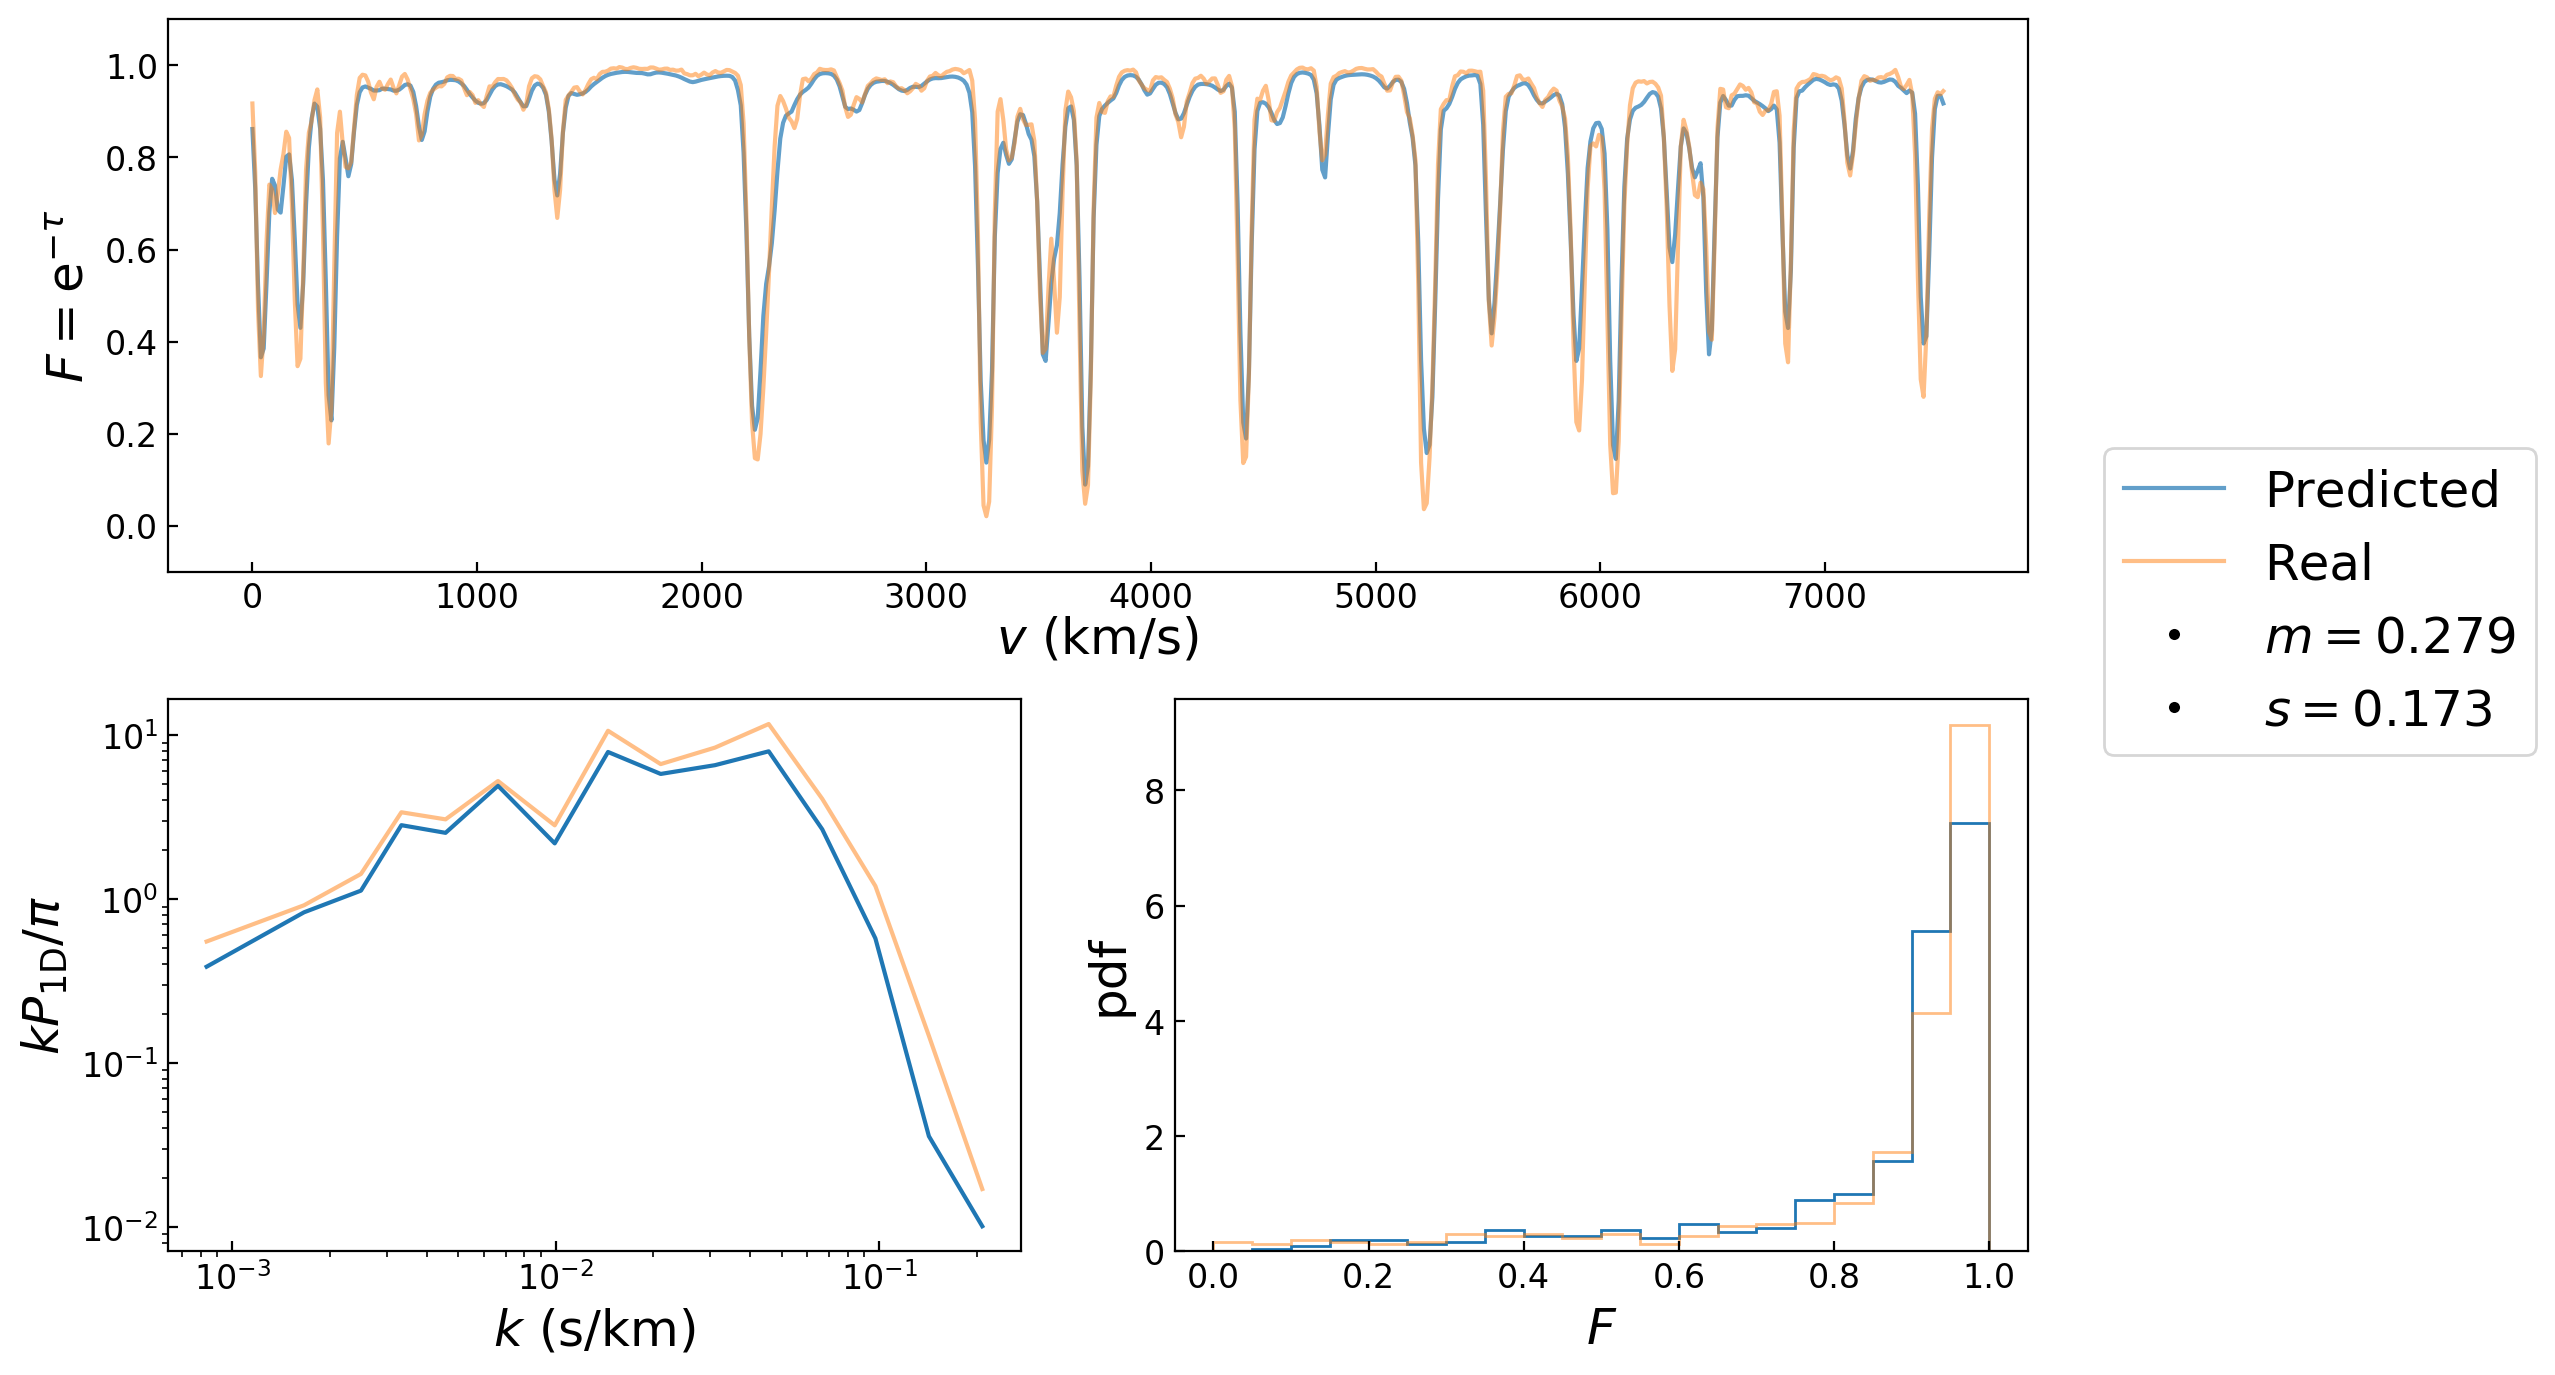 1.0
0.8
0.6
0.4
0.2
0.0
F = e^{−τ}
0 1000 2000 3000 4000 5000 6000 7000
v (km/s)
Predicted
Real
m = 0.279
s = 0.173
10^1
10^0
10^{−1}
10^{−2}
kP_{1D}/π
10^{−3} 10^{−2} 10^{−1}
k (s/km)
8
6
4
2
0
pdf
0.0 0.2 0.4 0.6 0.8 1.0
F